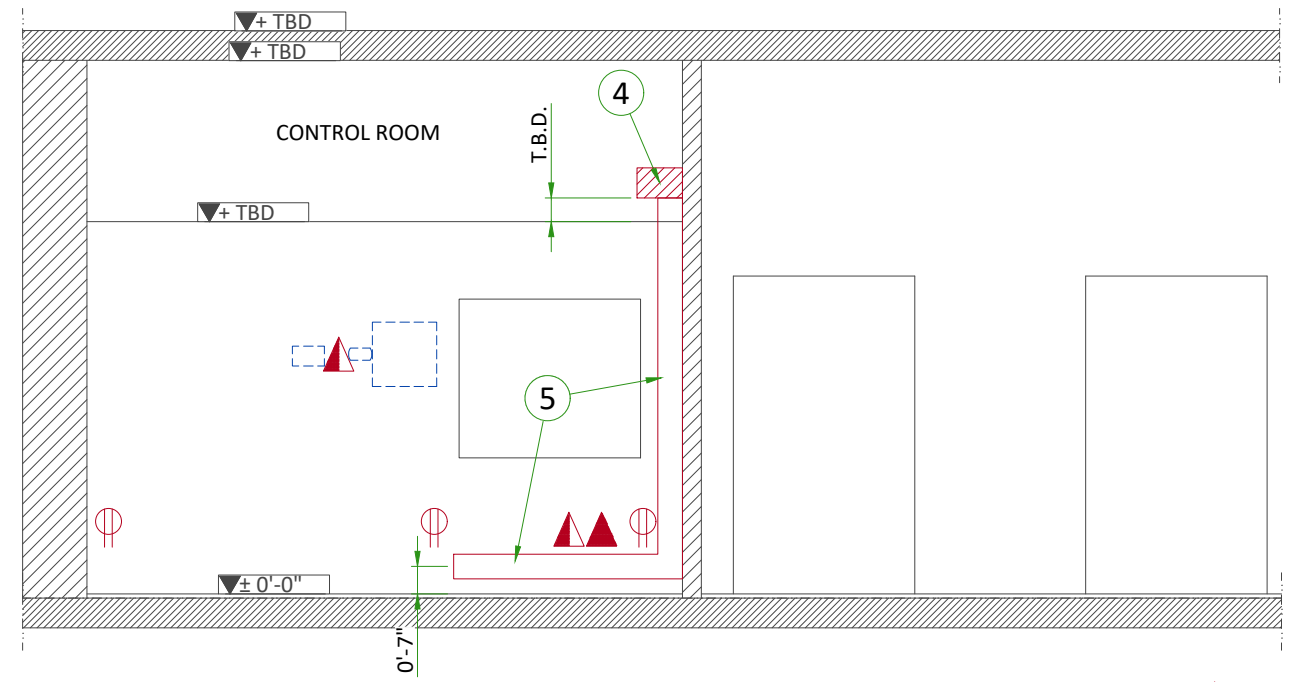 + TBD
+ TBD
4
T.B.D.
CONTROL ROOM
+ TBD
5
± 0'-0"
0'-7"